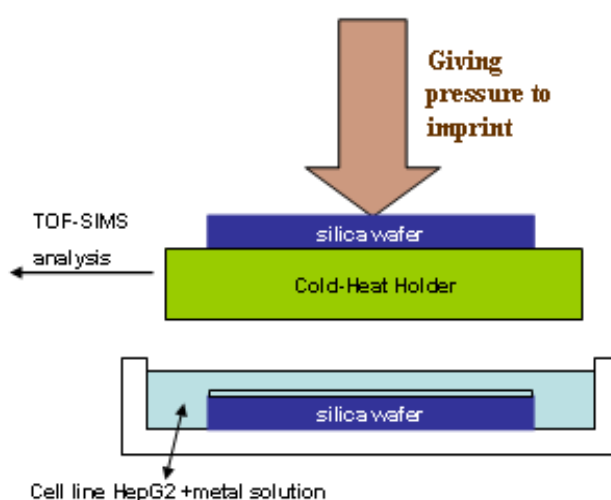 Giving
pressure to
imprint
TOF-SIMS
analysis
silica wafer
Cold-Heat Holder
silica wafer
Cell line HepG2 +metal solution